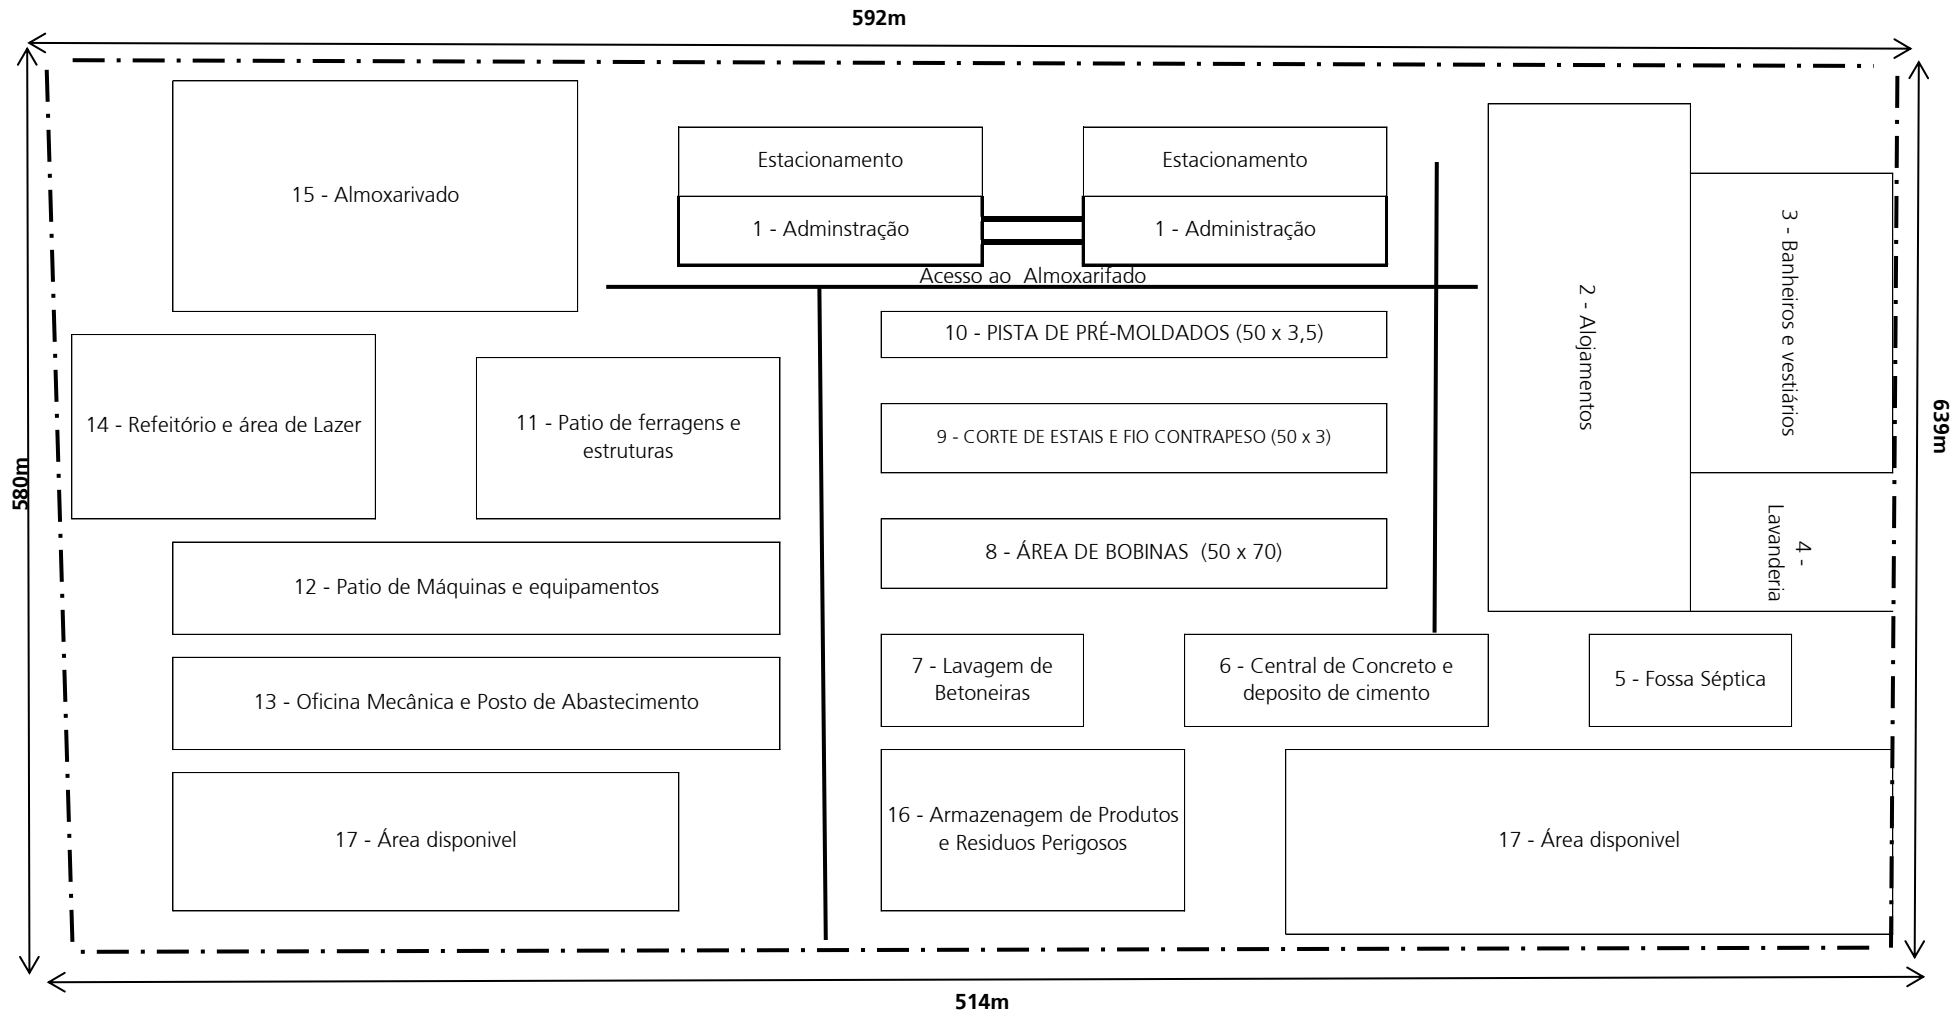 592m
Estacionamento
Estacionamento
15 - Almoxarivado
1 - Adminstração
1 - Administração
Acesso ao  Almoxarifado
2 - Alojamentos
3 - Banheiros e vestiários
10 - PISTA DE PRÉ-MOLDADOS (50 x 3,5)
14 - Refeitório e área de Lazer
11 - Patio de ferragens e
estruturas
9 - CORTE DE ESTAIS E FIO CONTRAPESO (50 x 3)
639m
580m
8 - ÁREA DE BOBINAS  (50 x 70)
4 -
Lavanderia
12 - Patio de Máquinas e equipamentos
7 - Lavagem de
Betoneiras
6 - Central de Concreto e
deposito de cimento
5 - Fossa Séptica
13 - Oficina Mecânica e Posto de Abastecimento
16 - Armazenagem de Produtos
e Residuos Perigosos
17 - Área disponivel
17 - Área disponivel
514m